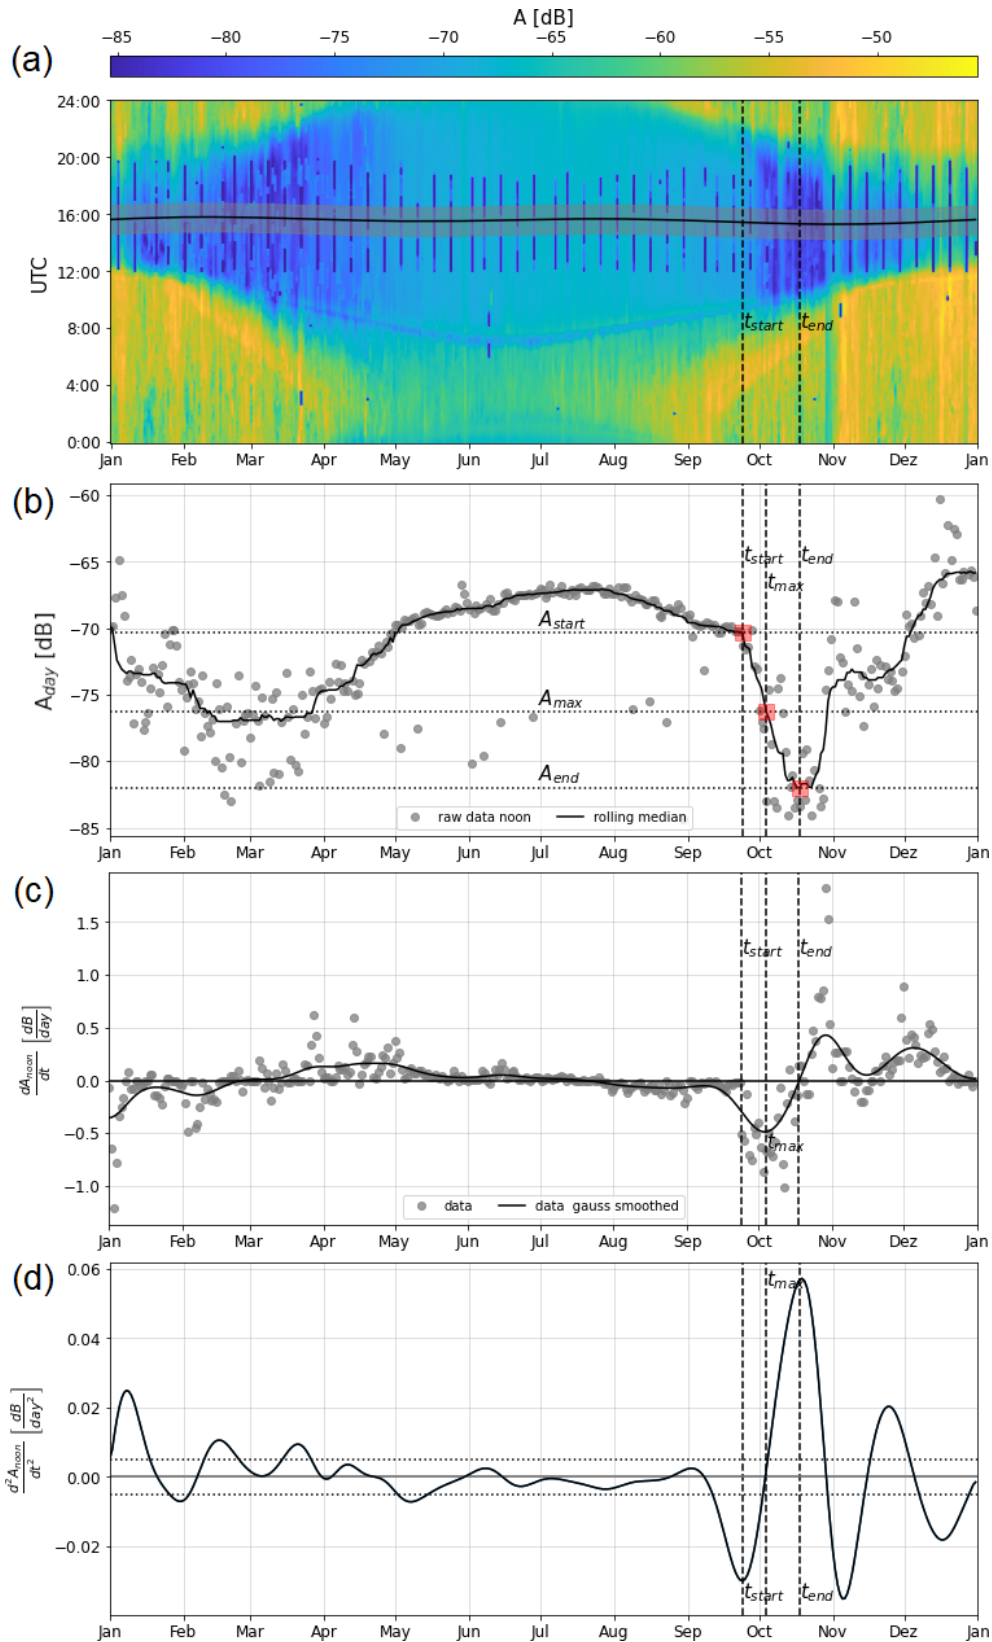 A [dB]
(a)
−85 −80 −75 −70 −65 −60 −55 −50
24:00
20:00
16:00
12:00
8:00
4:00
0:00
UTC
t_start t_end
Jan Feb Mar Apr May Jun Jul Aug Sep Oct Nov Dez Jan
(b)
−60
−65
−70
−75
−80
−85
A_day [dB]
t_start t_end
t_max
A_start
A_max
A_end
raw data noon rolling median
Jan Feb Mar Apr May Jun Jul Aug Sep Oct Nov Dez Jan
(c)
1.5
1.0
0.5
0.0
−0.5
−1.0
dA_noon/dt [dB/day]
t_start t_end
t_max
data data gauss smoothed
Jan Feb Mar Apr May Jun Jul Aug Sep Oct Nov Dez Jan
(d)
0.06
0.04
0.02
0.00
−0.02
d²A_noon/dt² [dB/day²]
t_max
t_start t_end
Jan Feb Mar Apr May Jun Jul Aug Sep Oct Nov Dez Jan